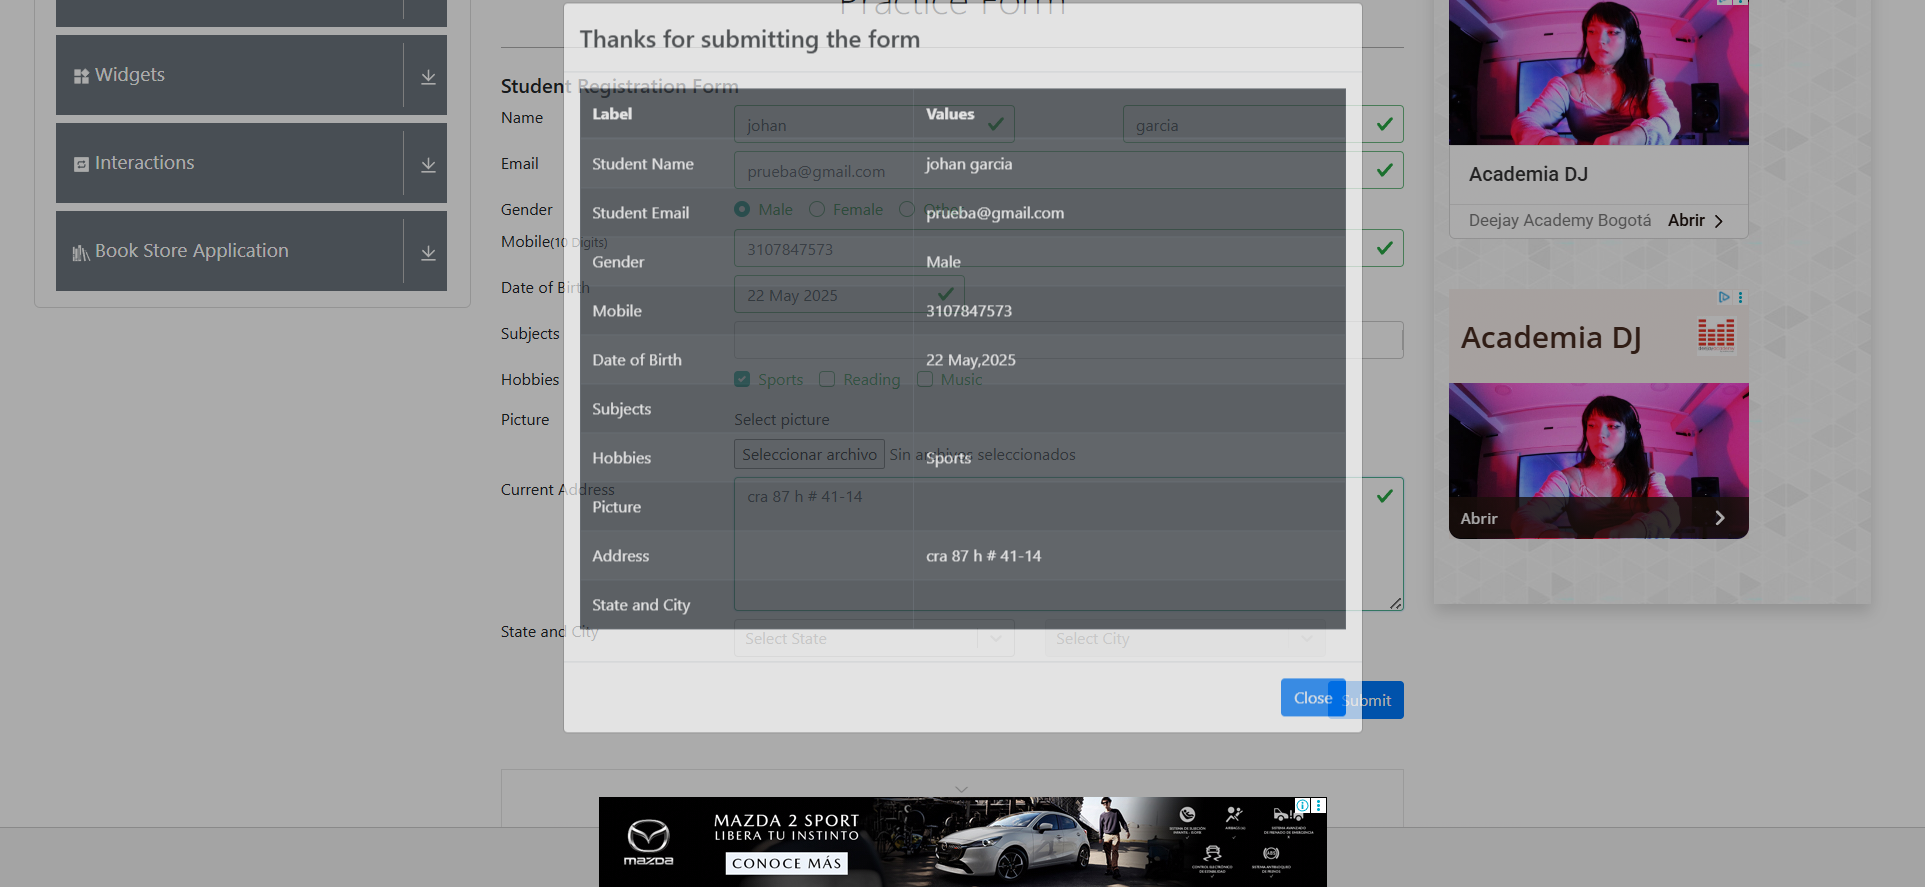 Practice Form
Widgets
Interactions
Book Store Application
Thanks for submitting the form
Student Registration Form
Label Values
Name johan garcia
Student Name johan garcia
Email prueba@gmail.com
Student Email prueba@gmail.com
Gender Male Female Other
Mobile(10 Digits) 3107847573
Gender Male
Date of Birth 22 May 2025
Mobile 3107847573
Subjects
Date of Birth 22 May,2025
Hobbies Sports Reading Music
Subjects
Picture Select picture
Seleccionar archivo Sin archivos seleccionados
Hobbies Sports
Current Address cra 87 h # 41-14
Picture
Address cra 87 h # 41-14
State and City
State and City Select State Select City
Close
Submit
Academia DJ
Deejay Academy Bogotá Abrir
Academia DJ
Abrir
MAZDA 2 SPORT
LIBERA TU INSTINTO
CONOCE MÁS
mazda